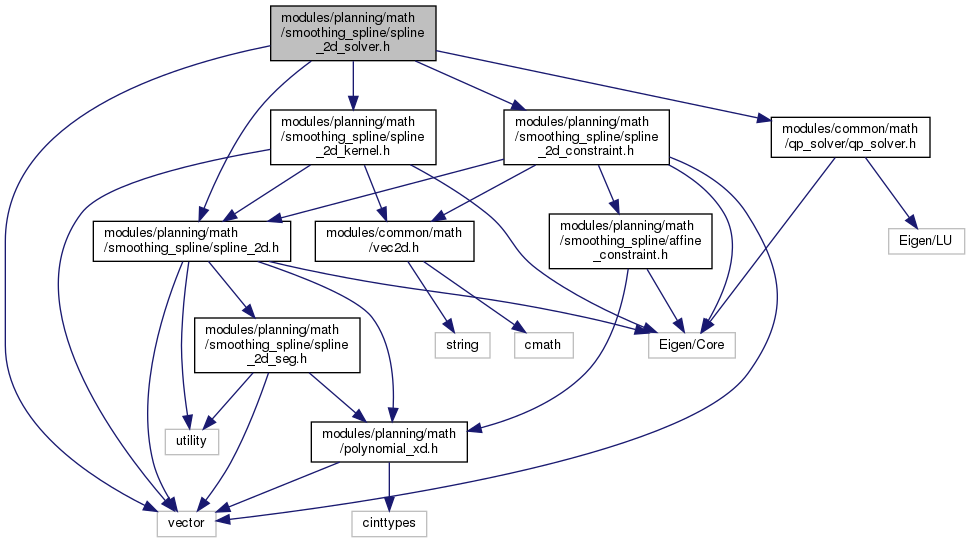 modules/planning/math
/smoothing_spline/spline
_2d_solver.h
modules/planning/math
/smoothing_spline/spline
_2d_kernel.h
modules/planning/math
/smoothing_spline/spline
_2d_constraint.h
modules/common/math
/qp_solver/qp_solver.h
modules/planning/math
/smoothing_spline/spline_2d.h
modules/common/math
/vec2d.h
modules/planning/math
/smoothing_spline/affine
_constraint.h
Eigen/LU
modules/planning/math
/smoothing_spline/spline
_2d_seg.h
string
cmath
Eigen/Core
utility
modules/planning/math
/polynomial_xd.h
vector
cinttypes